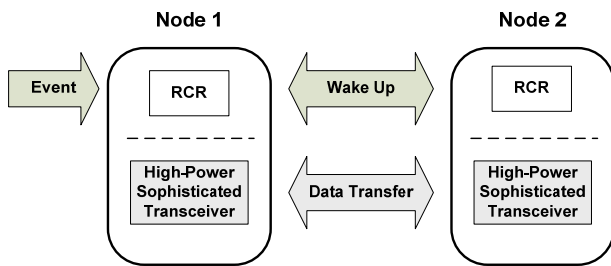 Node 1
Node 2
Event
RCR
Wake Up
RCR
High-Power
Sophisticated
Transceiver
Data Transfer
High-Power
Sophisticated
Transceiver